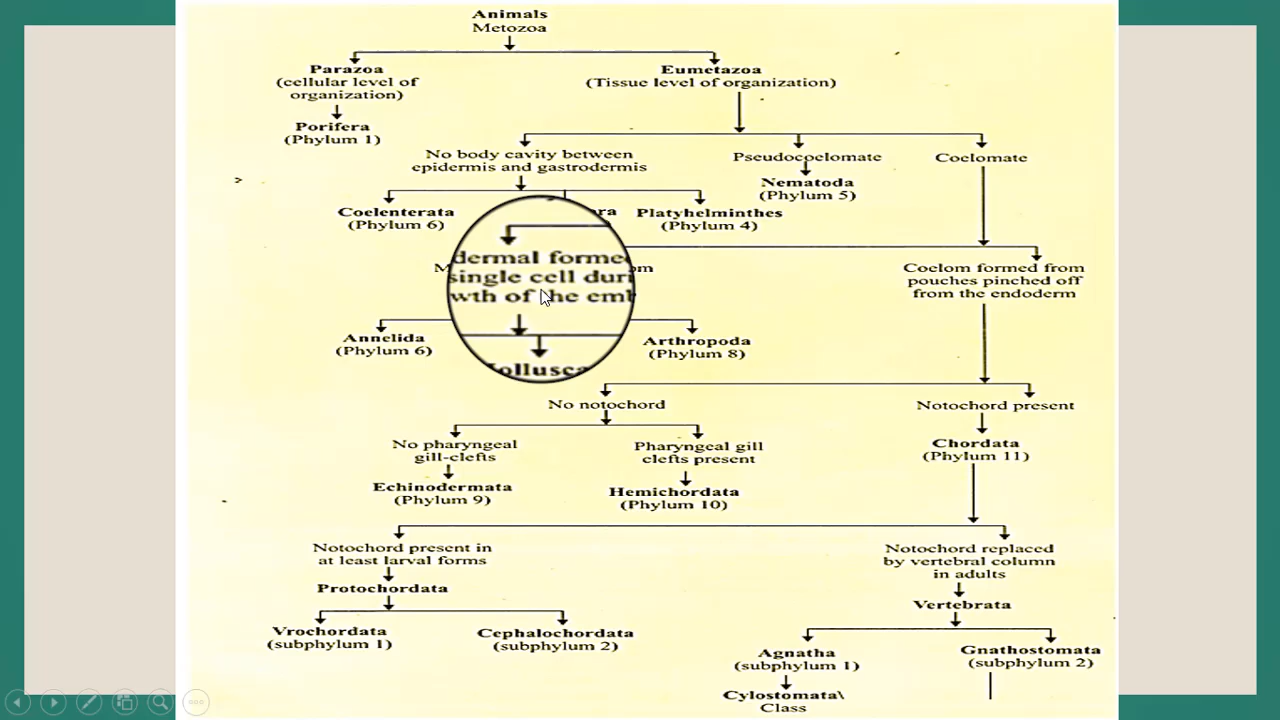 Animals
Metozoa
Parazoa
(cellular level of
organization)
Eumetazoa
(Tissue level of organization)
Porifera
(Phylum 1)
No body cavity between
epidermis and gastrodermis
Pseudocoelomate
Coelomate
Nematoda
(Phylum 5)
Coelenterata
(Phylum 6)
Platyhelminthes
(Phylum 4)
dermal forme
single cell duri
wth of the emb
Coelom formed from
pouches pinched off
from the endoderm
Annelida
(Phylum 6)
ollusca
Arthropoda
(Phylum 8)
No notochord
Notochord present
No pharyngeal
gill-clefts
Pharyngeal gill
clefts present
Chordata
(Phylum 11)
Echinodermata
(Phylum 9)
Hemichordata
(Phylum 10)
Notochord present in
at least larval forms
Notochord replaced
by vertebral column
in adults
Protochordata
Vertebrata
Vrochordata
(subphylum 1)
Cephalochordata
(subphylum 2)
Agnatha
(subphylum 1)
Gnathostomata
(subphylum 2)
Cylostomata\
Class